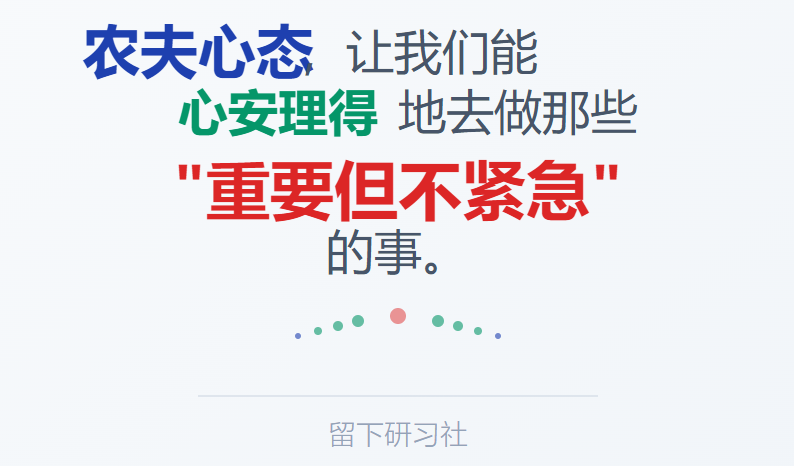 农夫心态，让我们能
心安理得 地去做那些
"重要但不紧急"
的事。
留下研习社